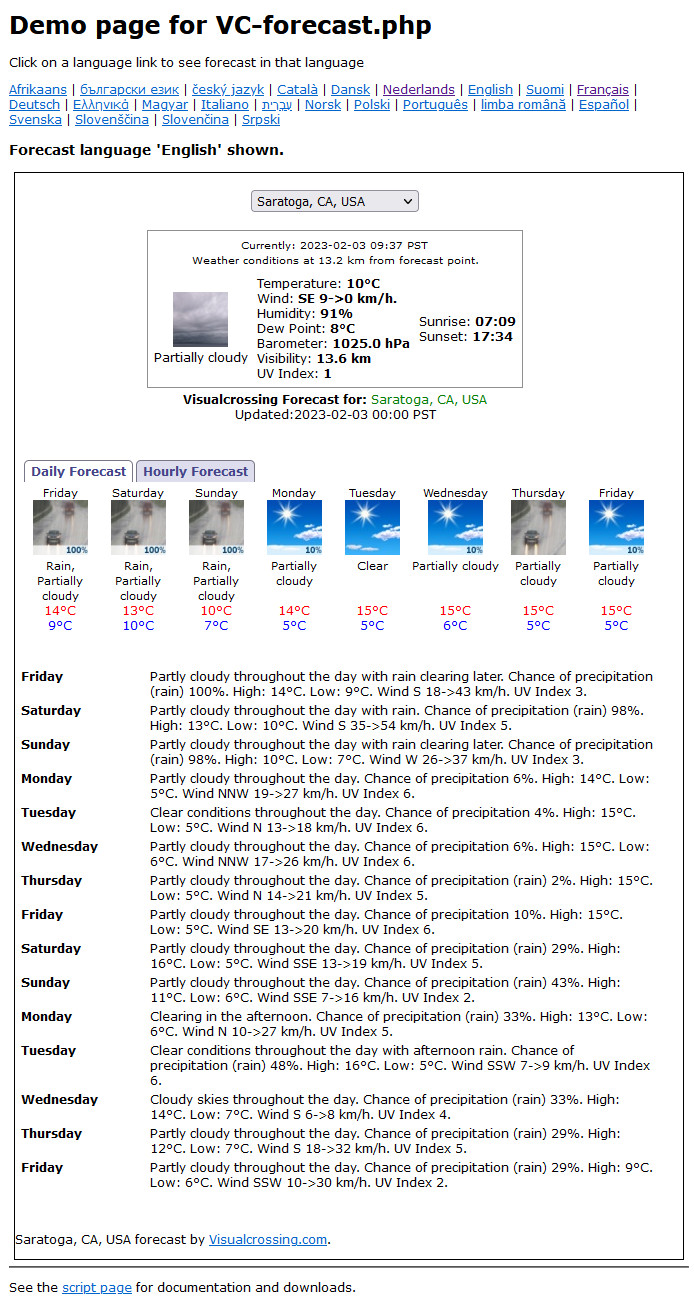 Demo page for VC-forecast.php
Click on a language link to see forecast in that language
Afrikaans | български език | český jazyk | Català | Dansk | Nederlands | English | Suomi | Français |
Deutsch | Ελληνικά | Magyar | Italiano | עִבְרִית | Norsk | Polski | Português | limba română | Español |
Svenska | Slovenščina | Slovenčina | Srpski
Forecast language 'English' shown.
Saratoga, CA, USA
Currently: 2023-02-03 09:37 PST
Weather conditions at 13.2 km from forecast point.
Partially cloudy
Temperature: 10°C
Wind: SE 9->0 km/h.
Humidity: 91%
Dew Point: 8°C
Barometer: 1025.0 hPa
Visibility: 13.6 km
UV Index: 1
Sunrise: 07:09
Sunset: 17:34
Visualcrossing Forecast for: Saratoga, CA, USA
Updated:2023-02-03 00:00 PST
Daily Forecast Hourly Forecast
Friday Saturday Sunday Monday Tuesday Wednesday Thursday Friday
100% 100% 100% 10% 10% 10%
Rain, Rain, Rain, Partially Clear Partially cloudy Partially Partially
Partially Partially Partially cloudy cloudy cloudy
cloudy cloudy cloudy
14°C 13°C 10°C 14°C 15°C 15°C 15°C 15°C
9°C 10°C 7°C 5°C 5°C 6°C 5°C 5°C
Friday Partly cloudy throughout the day with rain clearing later. Chance of precipitation
(rain) 100%. High: 14°C. Low: 9°C. Wind S 18->43 km/h. UV Index 3.
Saturday Partly cloudy throughout the day with rain. Chance of precipitation (rain) 98%.
High: 13°C. Low: 10°C. Wind S 35->54 km/h. UV Index 5.
Sunday Partly cloudy throughout the day with rain clearing later. Chance of precipitation
(rain) 98%. High: 10°C. Low: 7°C. Wind W 26->37 km/h. UV Index 3.
Monday Partly cloudy throughout the day. Chance of precipitation 6%. High: 14°C. Low:
5°C. Wind NNW 19->27 km/h. UV Index 6.
Tuesday Clear conditions throughout the day. Chance of precipitation 4%. High: 15°C.
Low: 5°C. Wind N 13->18 km/h. UV Index 6.
Wednesday Partly cloudy throughout the day. Chance of precipitation 6%. High: 15°C. Low:
6°C. Wind NNW 17->26 km/h. UV Index 6.
Thursday Partly cloudy throughout the day. Chance of precipitation (rain) 2%. High: 15°C.
Low: 5°C. Wind N 14->21 km/h. UV Index 5.
Friday Partly cloudy throughout the day. Chance of precipitation 10%. High: 15°C.
Low: 5°C. Wind SE 13->20 km/h. UV Index 6.
Saturday Partly cloudy throughout the day. Chance of precipitation (rain) 29%. High:
16°C. Low: 5°C. Wind SSE 13->19 km/h. UV Index 5.
Sunday Partly cloudy throughout the day. Chance of precipitation (rain) 43%. High:
11°C. Low: 6°C. Wind SSE 7->16 km/h. UV Index 2.
Monday Clearing in the afternoon. Chance of precipitation (rain) 33%. High: 13°C. Low:
6°C. Wind N 10->27 km/h. UV Index 5.
Tuesday Clear conditions throughout the day with afternoon rain. Chance of
precipitation (rain) 48%. High: 16°C. Low: 5°C. Wind SSW 7->9 km/h. UV Index
6.
Wednesday Cloudy skies throughout the day. Chance of precipitation (rain) 33%. High:
14°C. Low: 7°C. Wind S 6->8 km/h. UV Index 4.
Thursday Partly cloudy throughout the day. Chance of precipitation (rain) 29%. High:
12°C. Low: 7°C. Wind S 18->32 km/h. UV Index 5.
Friday Partly cloudy throughout the day. Chance of precipitation (rain) 29%. High: 9°C.
Low: 6°C. Wind SSW 10->30 km/h. UV Index 2.
Saratoga, CA, USA forecast by Visualcrossing.com.
See the script page for documentation and downloads.